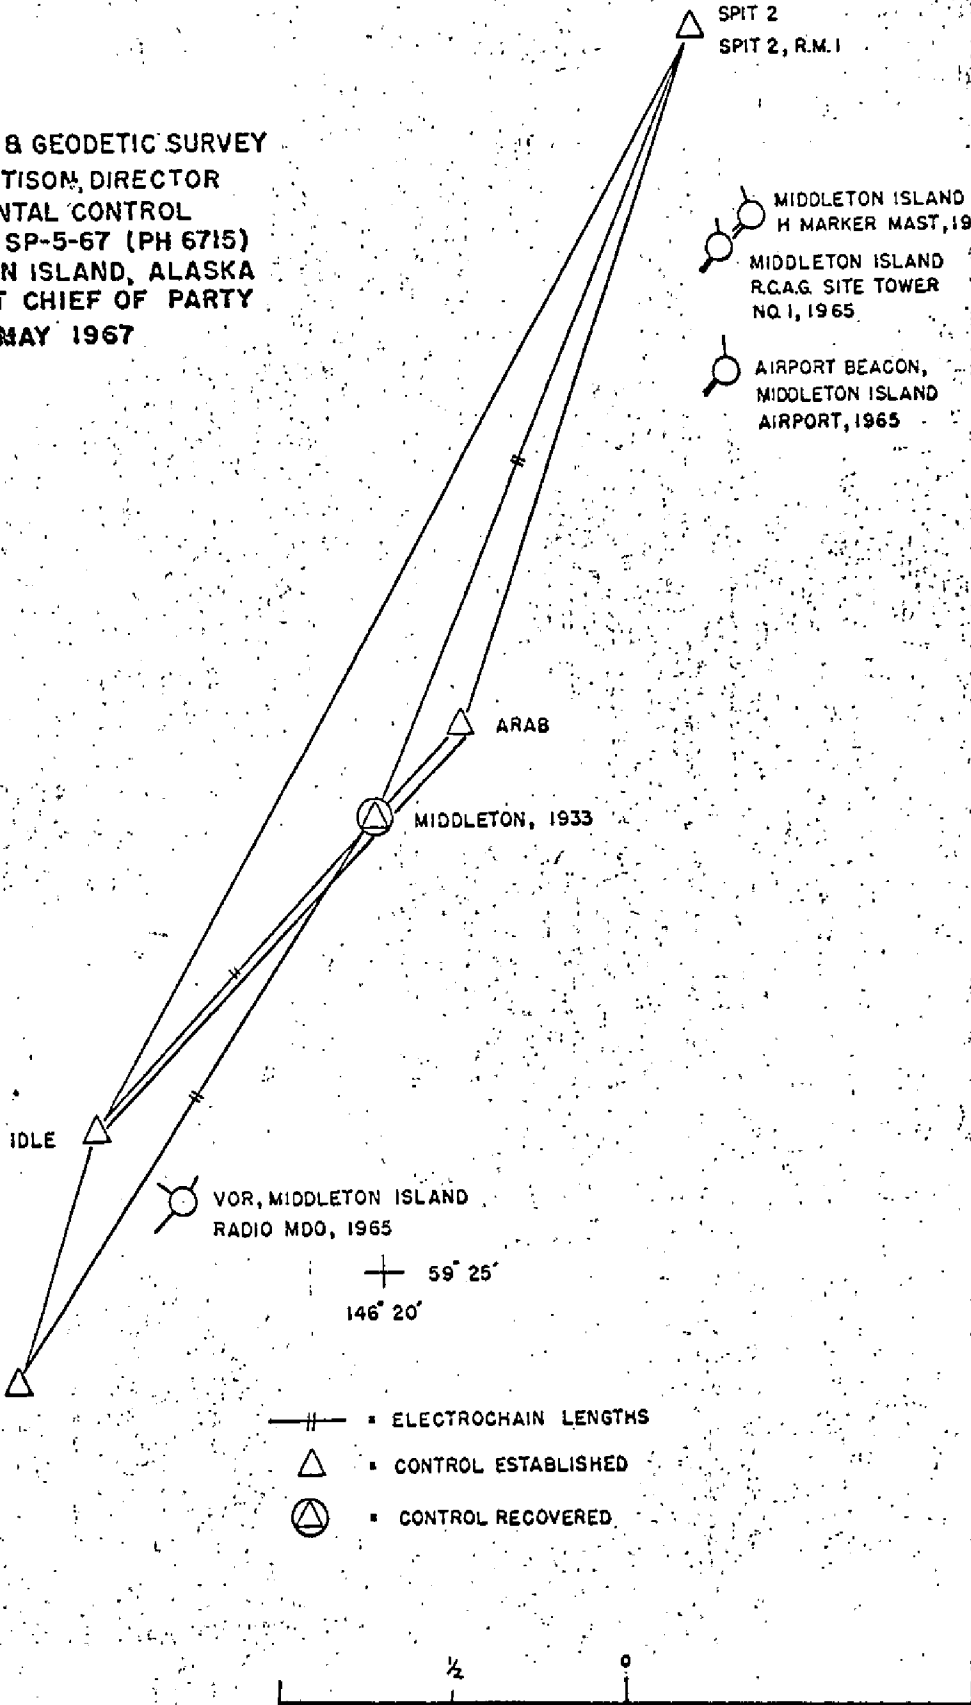 SPIT 2
SPIT 2, R.M.1
& GEODETIC SURVEY
TISON, DIRECTOR
NTAL CONTROL
SP-5-67 (PH 6715)
N ISLAND, ALASKA
T CHIEF OF PARTY
MAY 1967
MIDDLETON ISLAND
H MARKER MAST, 19
MIDDLETON ISLAND
R.C.A.G. SITE TOWER
NO. 1, 1965
AIRPORT BEACON,
MIDDLETON ISLAND
AIRPORT, 1965
ARAB
MIDDLETON, 1933
IDLE
VOR, MIDDLETON ISLAND
RADIO MDO, 1965
59° 25'
146° 20'
= ELECTROCHAIN LENGTHS
= CONTROL ESTABLISHED
= CONTROL RECOVERED
½ 0